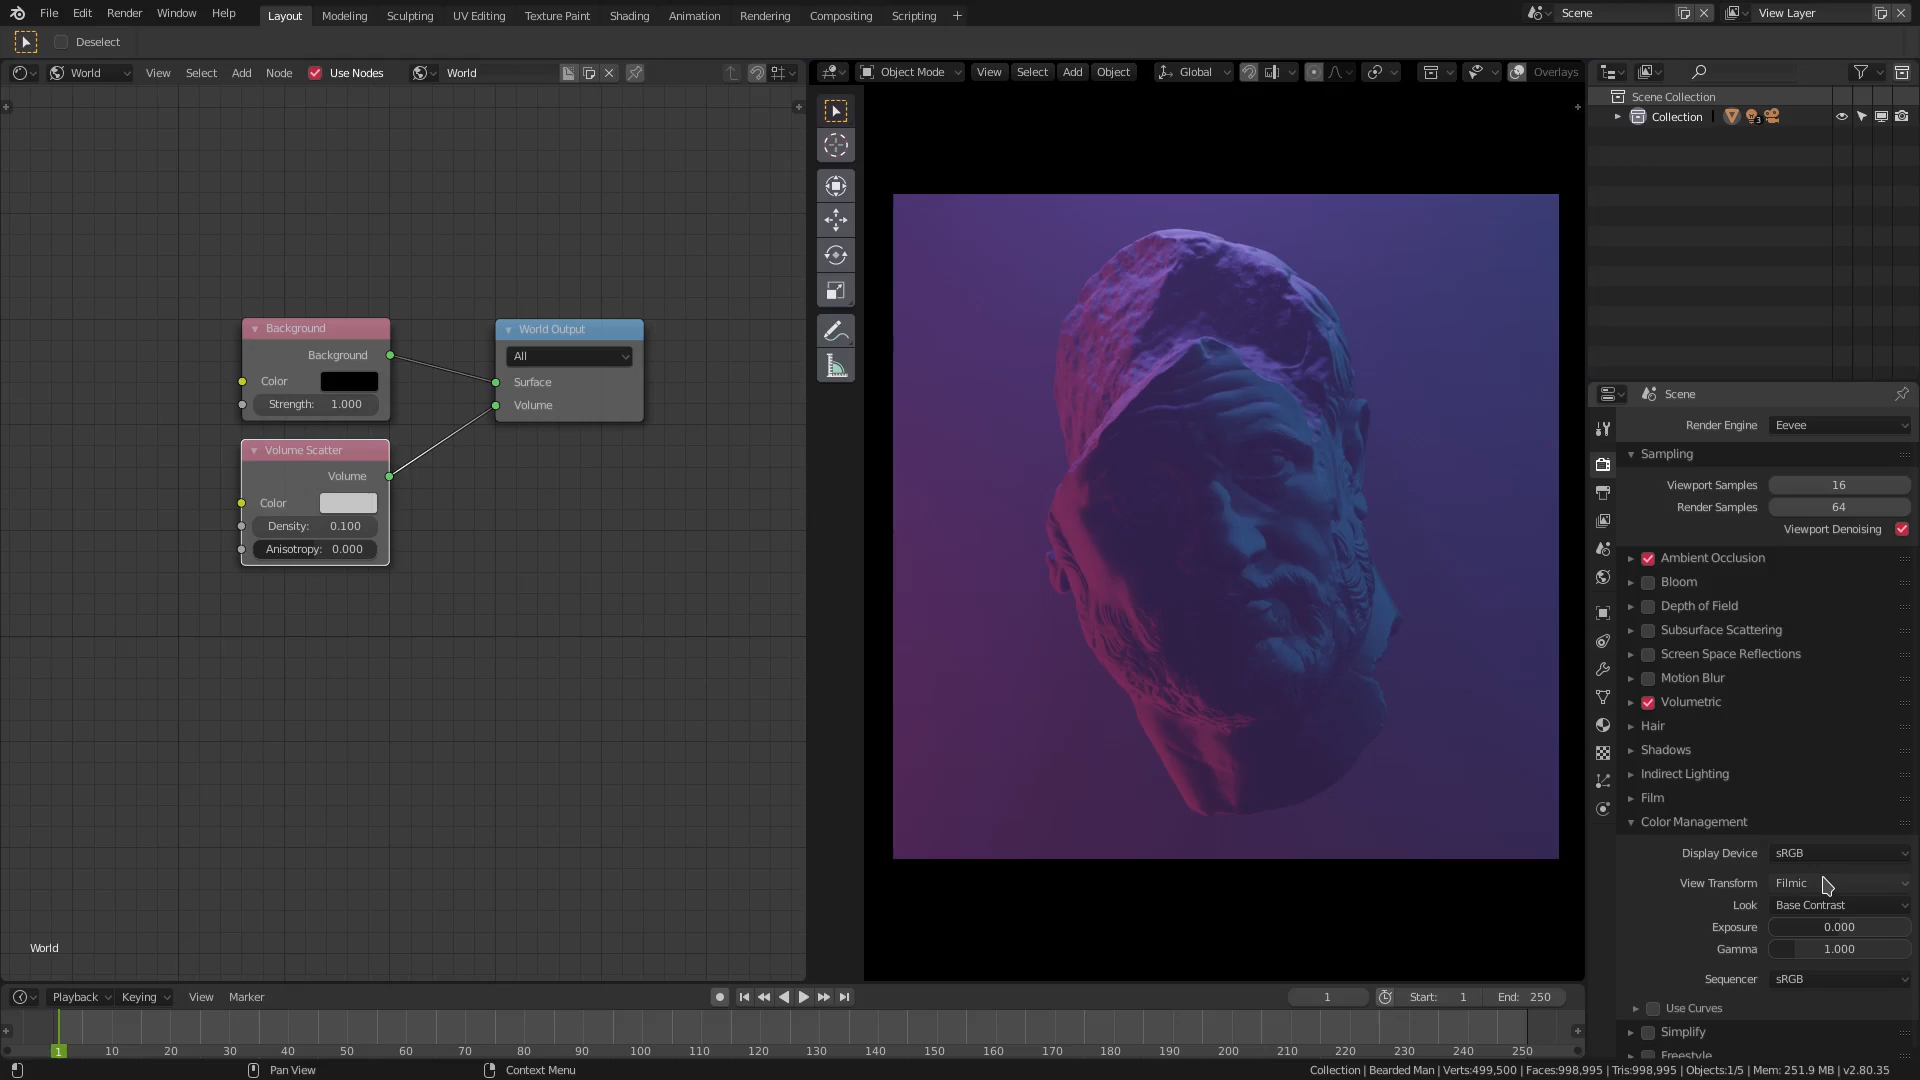 File Edit Render Window Help Layout Modeling Sculpting UV Editing Texture Paint Shading Animation Rendering Compositing Scripting + Scene View Layer
Deselect
World View Select Add Node Use Nodes World Object Mode View Select Add Object Global Overlays
Scene Collection
Collection 3
Background
Background
Color
Strength: 1.000
World Output
All
Surface
Volume
Volume Scatter
Volume
Color
Density: 0.100
Anisotropy: 0.000
World
Scene
Render Engine Eevee
Sampling
Viewport Samples 16
Render Samples 64
Viewport Denoising
Ambient Occlusion
Bloom
Depth of Field
Subsurface Scattering
Screen Space Reflections
Motion Blur
Volumetric
Hair
Shadows
Indirect Lighting
Film
Color Management
Display Device sRGB
View Transform Filmic
Look Base Contrast
Exposure 0.000
Gamma 1.000
Sequencer sRGB
Use Curves
Simplify
Freestyle
Playback Keying View Marker 1 Start: 1 End: 250
1 10 20 30 40 50 60 70 80 90 100 110 120 130 140 150 160 170 180 190 200 210 220 230 240 250
Pan View Context Menu Collection | Bearded Man | Verts:499,500 | Faces:998,995 | Tris:998,995 | Objects:1/5 | Mem: 251.9 MB | v2.80.35